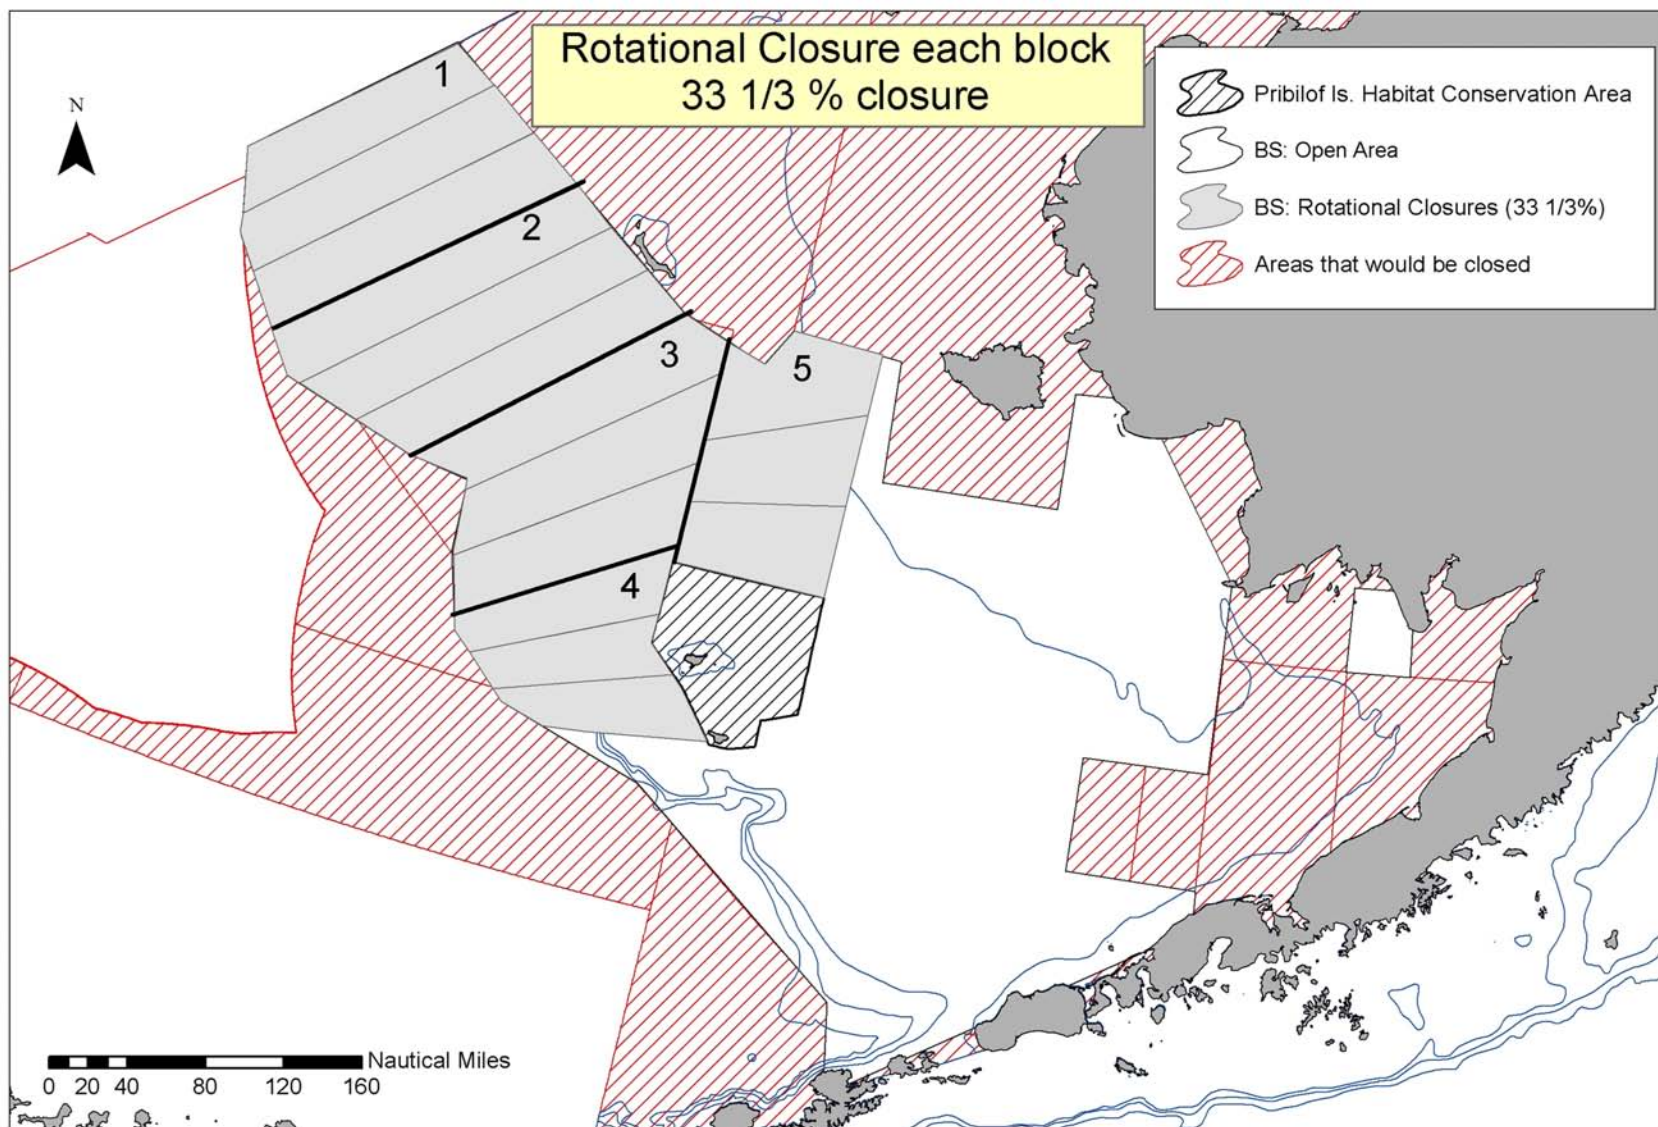 Rotational Closure each block
33 1/3 % closure
N
Pribilof Is. Habitat Conservation Area
BS: Open Area
BS: Rotational Closures (33 1/3%)
Areas that would be closed
1
2
3
4
5
Nautical Miles
0 20 40 80 120 160